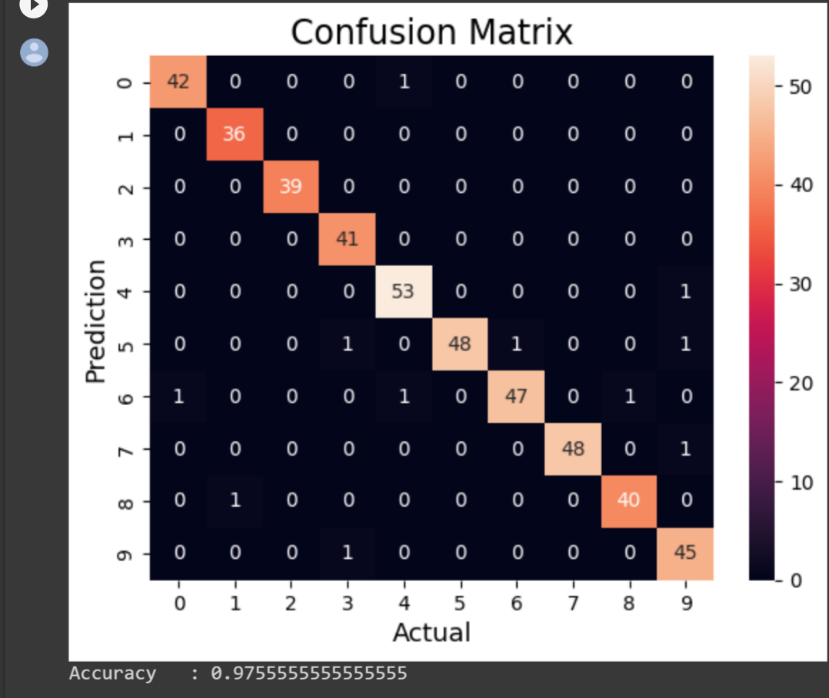 Confusion Matrix
0 42 0 0 0 1 0 0 0 0 0
50
1 0 36 0 0 0 0 0 0 0 0
2 0 0 39 0 0 0 0 0 0 0
40
3 0 0 0 41 0 0 0 0 0 0
30
Prediction
4 0 0 0 0 53 0 0 0 0 1
5 0 0 0 1 0 48 1 0 0 1
20
6 1 0 0 0 1 0 47 0 1 0
7 0 0 0 0 0 0 0 48 0 1
10
8 0 1 0 0 0 0 0 0 40 0
9 0 0 0 1 0 0 0 0 0 45
0
0 1 2 3 4 5 6 7 8 9
Actual
Accuracy   : 0.9755555555555555